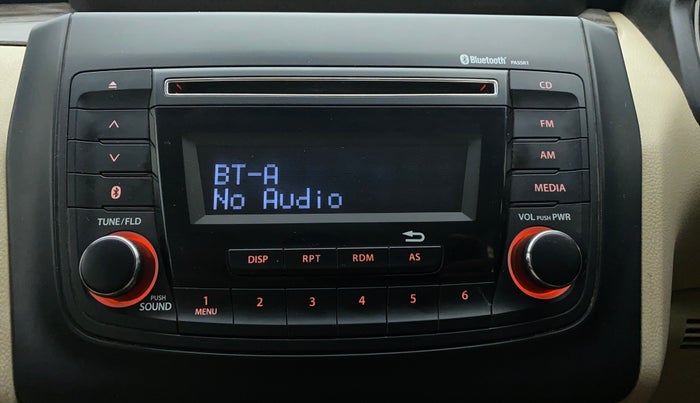 Bluetooth PA55R1
CD
FM
AM
MEDIA
BT-A
No Audio
TUNE/FLD
VOL PUSH PWR
DISP RPT RDM AS
PUSH
SOUND
1 2 3 4 5 6
MENU